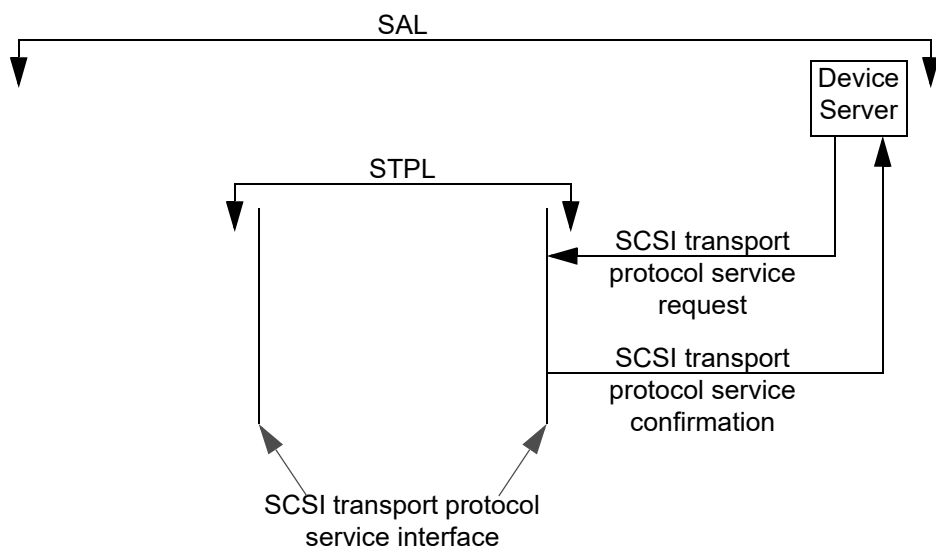 SAL
Device
Server
STPL
SCSI transport
protocol service
request
SCSI transport
protocol service
confirmation
SCSI transport protocol
service interface